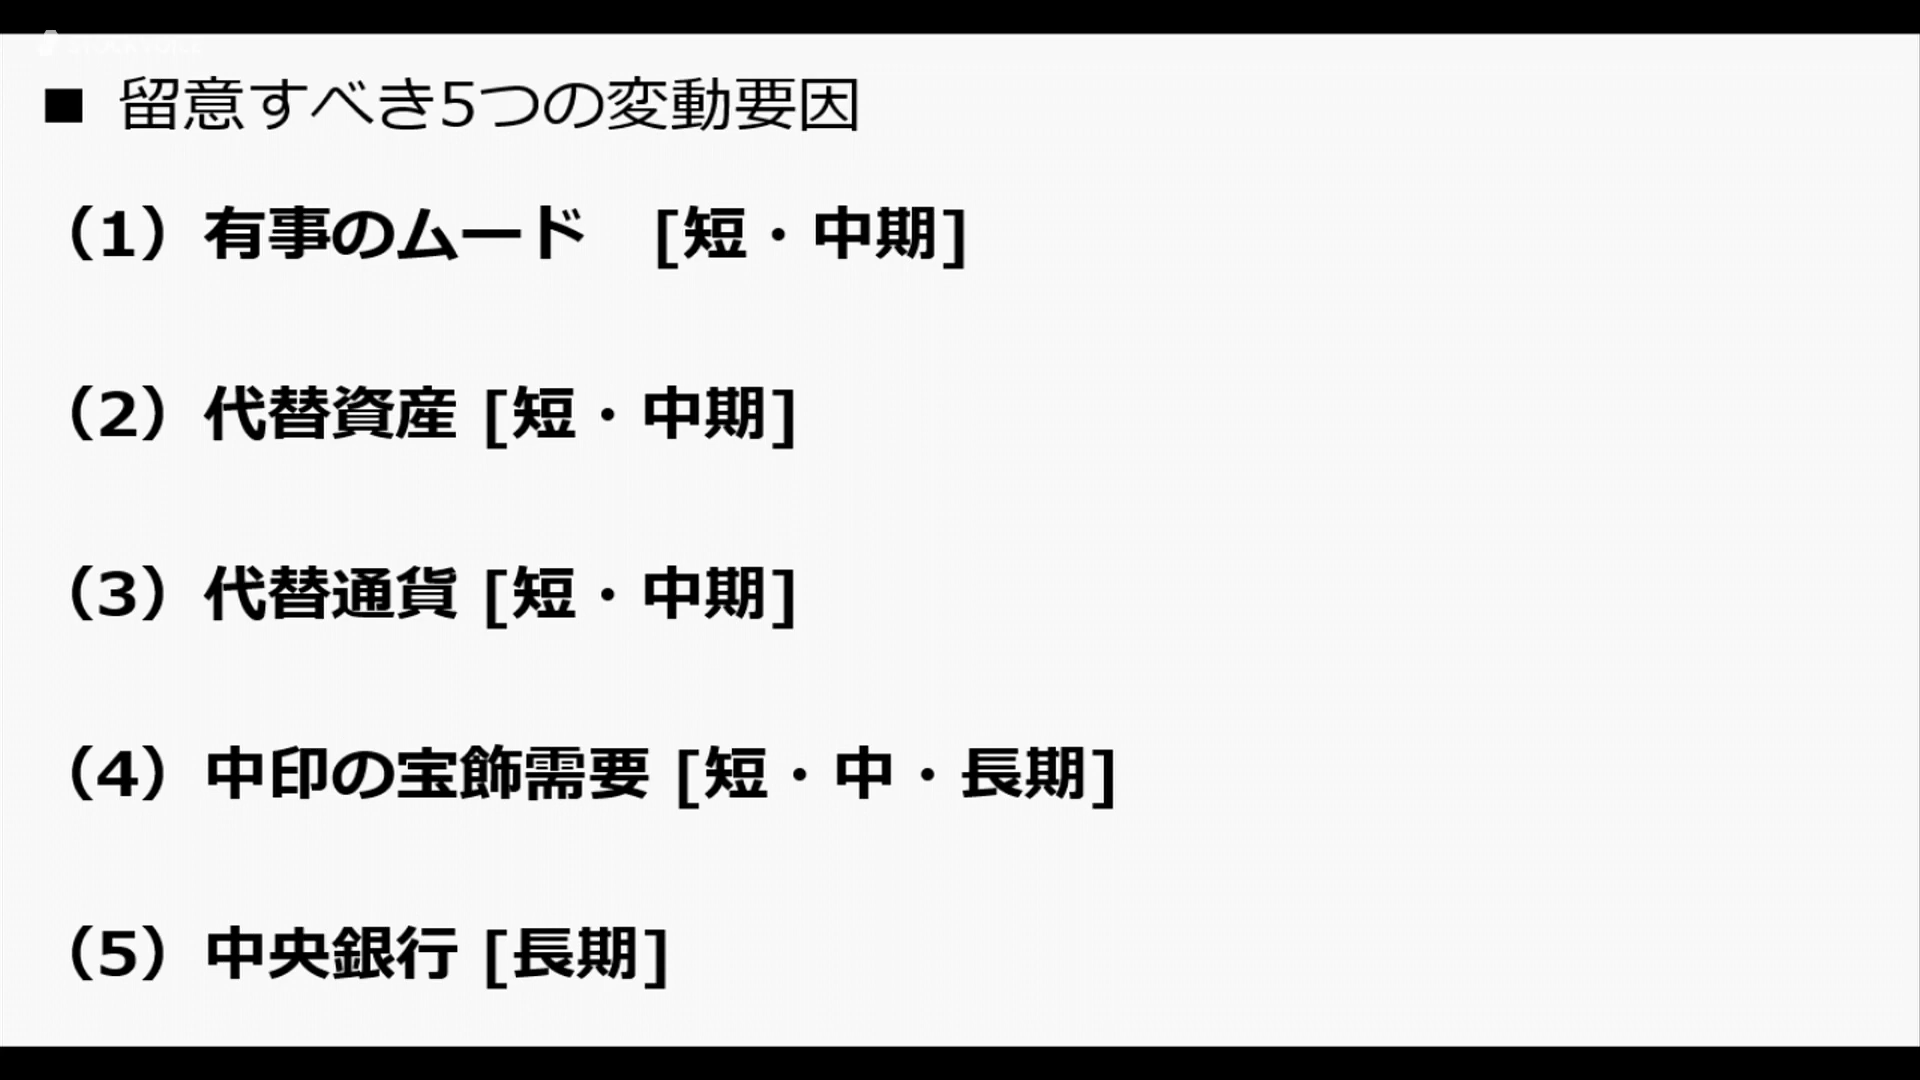 ■ 留意すべき5つの変動要因
（1）有事のムード　[短・中期]
（2）代替資産 [短・中期]
（3）代替通貨 [短・中期]
（4）中印の宝飾需要 [短・中・長期]
（5）中央銀行 [長期]